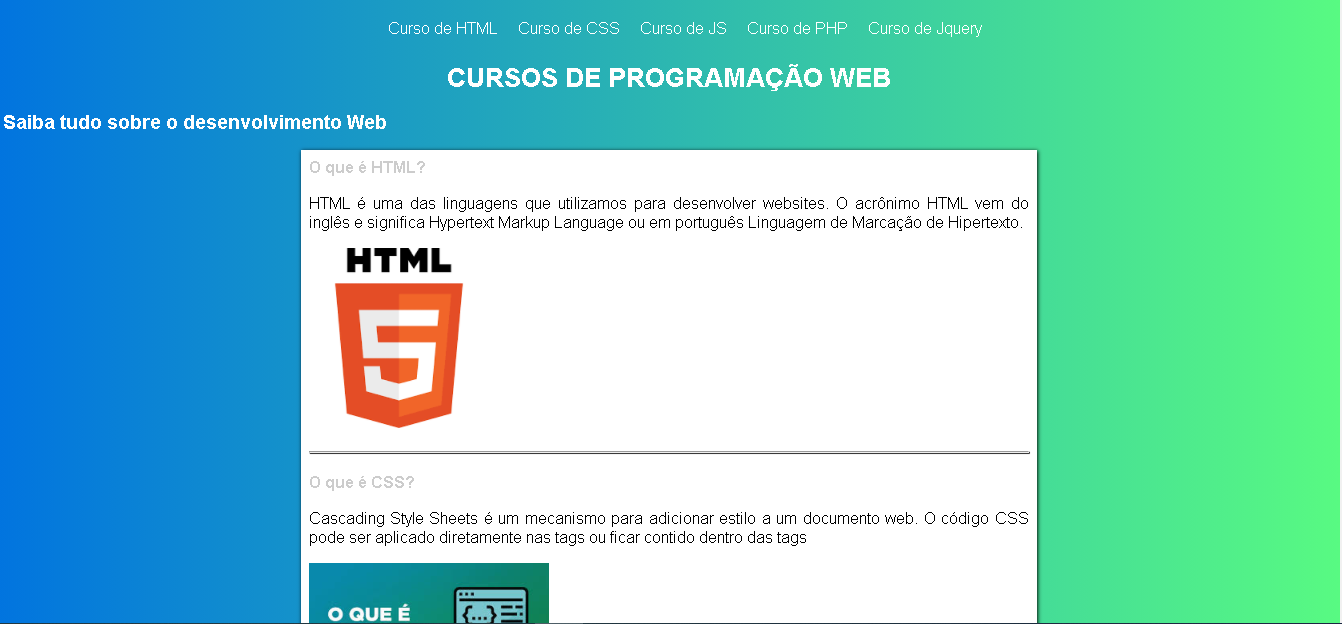 Curso de HTML Curso de CSS Curso de JS Curso de PHP Curso de Jquery
CURSOS DE PROGRAMAÇÃO WEB
Saiba tudo sobre o desenvolvimento Web
O que é HTML?
HTML é uma das linguagens que utilizamos para desenvolver websites. O acrônimo HTML vem do
inglês e significa Hypertext Markup Language ou em português Linguagem de Marcação de Hipertexto.
HTML
5
O que é CSS?
Cascading Style Sheets é um mecanismo para adicionar estilo a um documento web. O código CSS
pode ser aplicado diretamente nas tags ou ficar contido dentro das tags
O QUE É
{...}